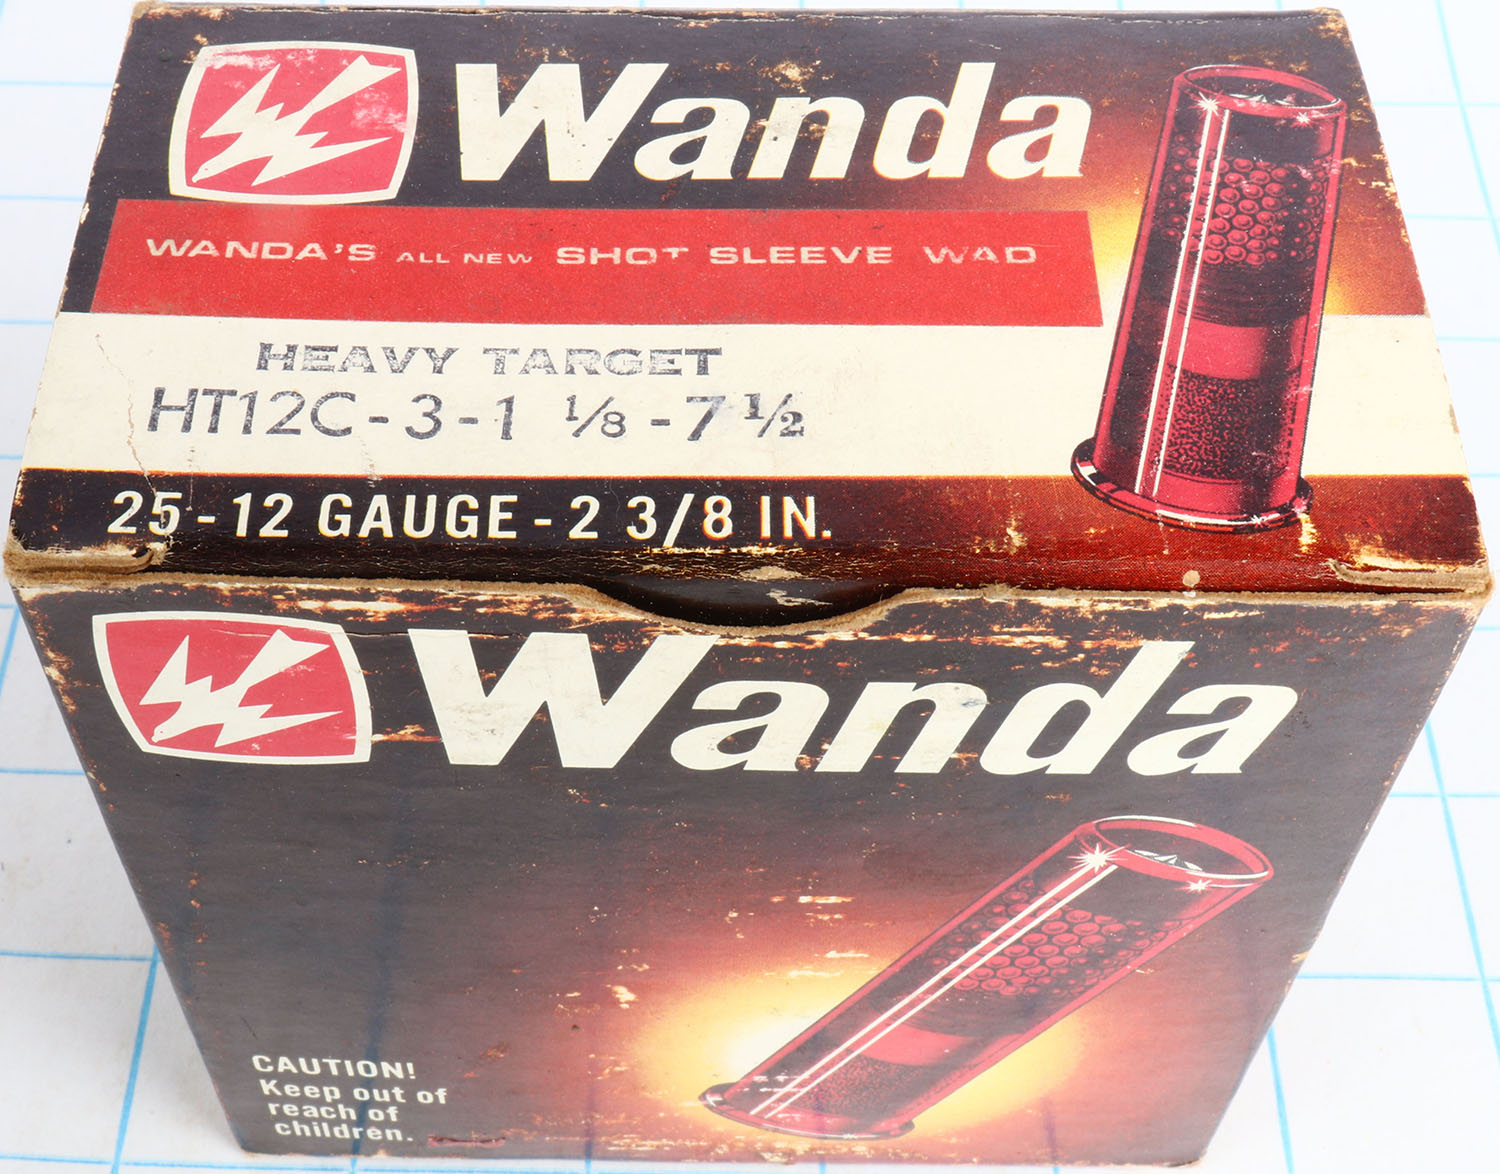 Wanda
WANDA'S ALL NEW SHOT SLEEVE WAD
HEAVY TARGET
HT12C-3-1 1/8-7 1/2
25-12 GAUGE-2 3/8 IN.
Wanda
CAUTION!
Keep out of
reach of
children.